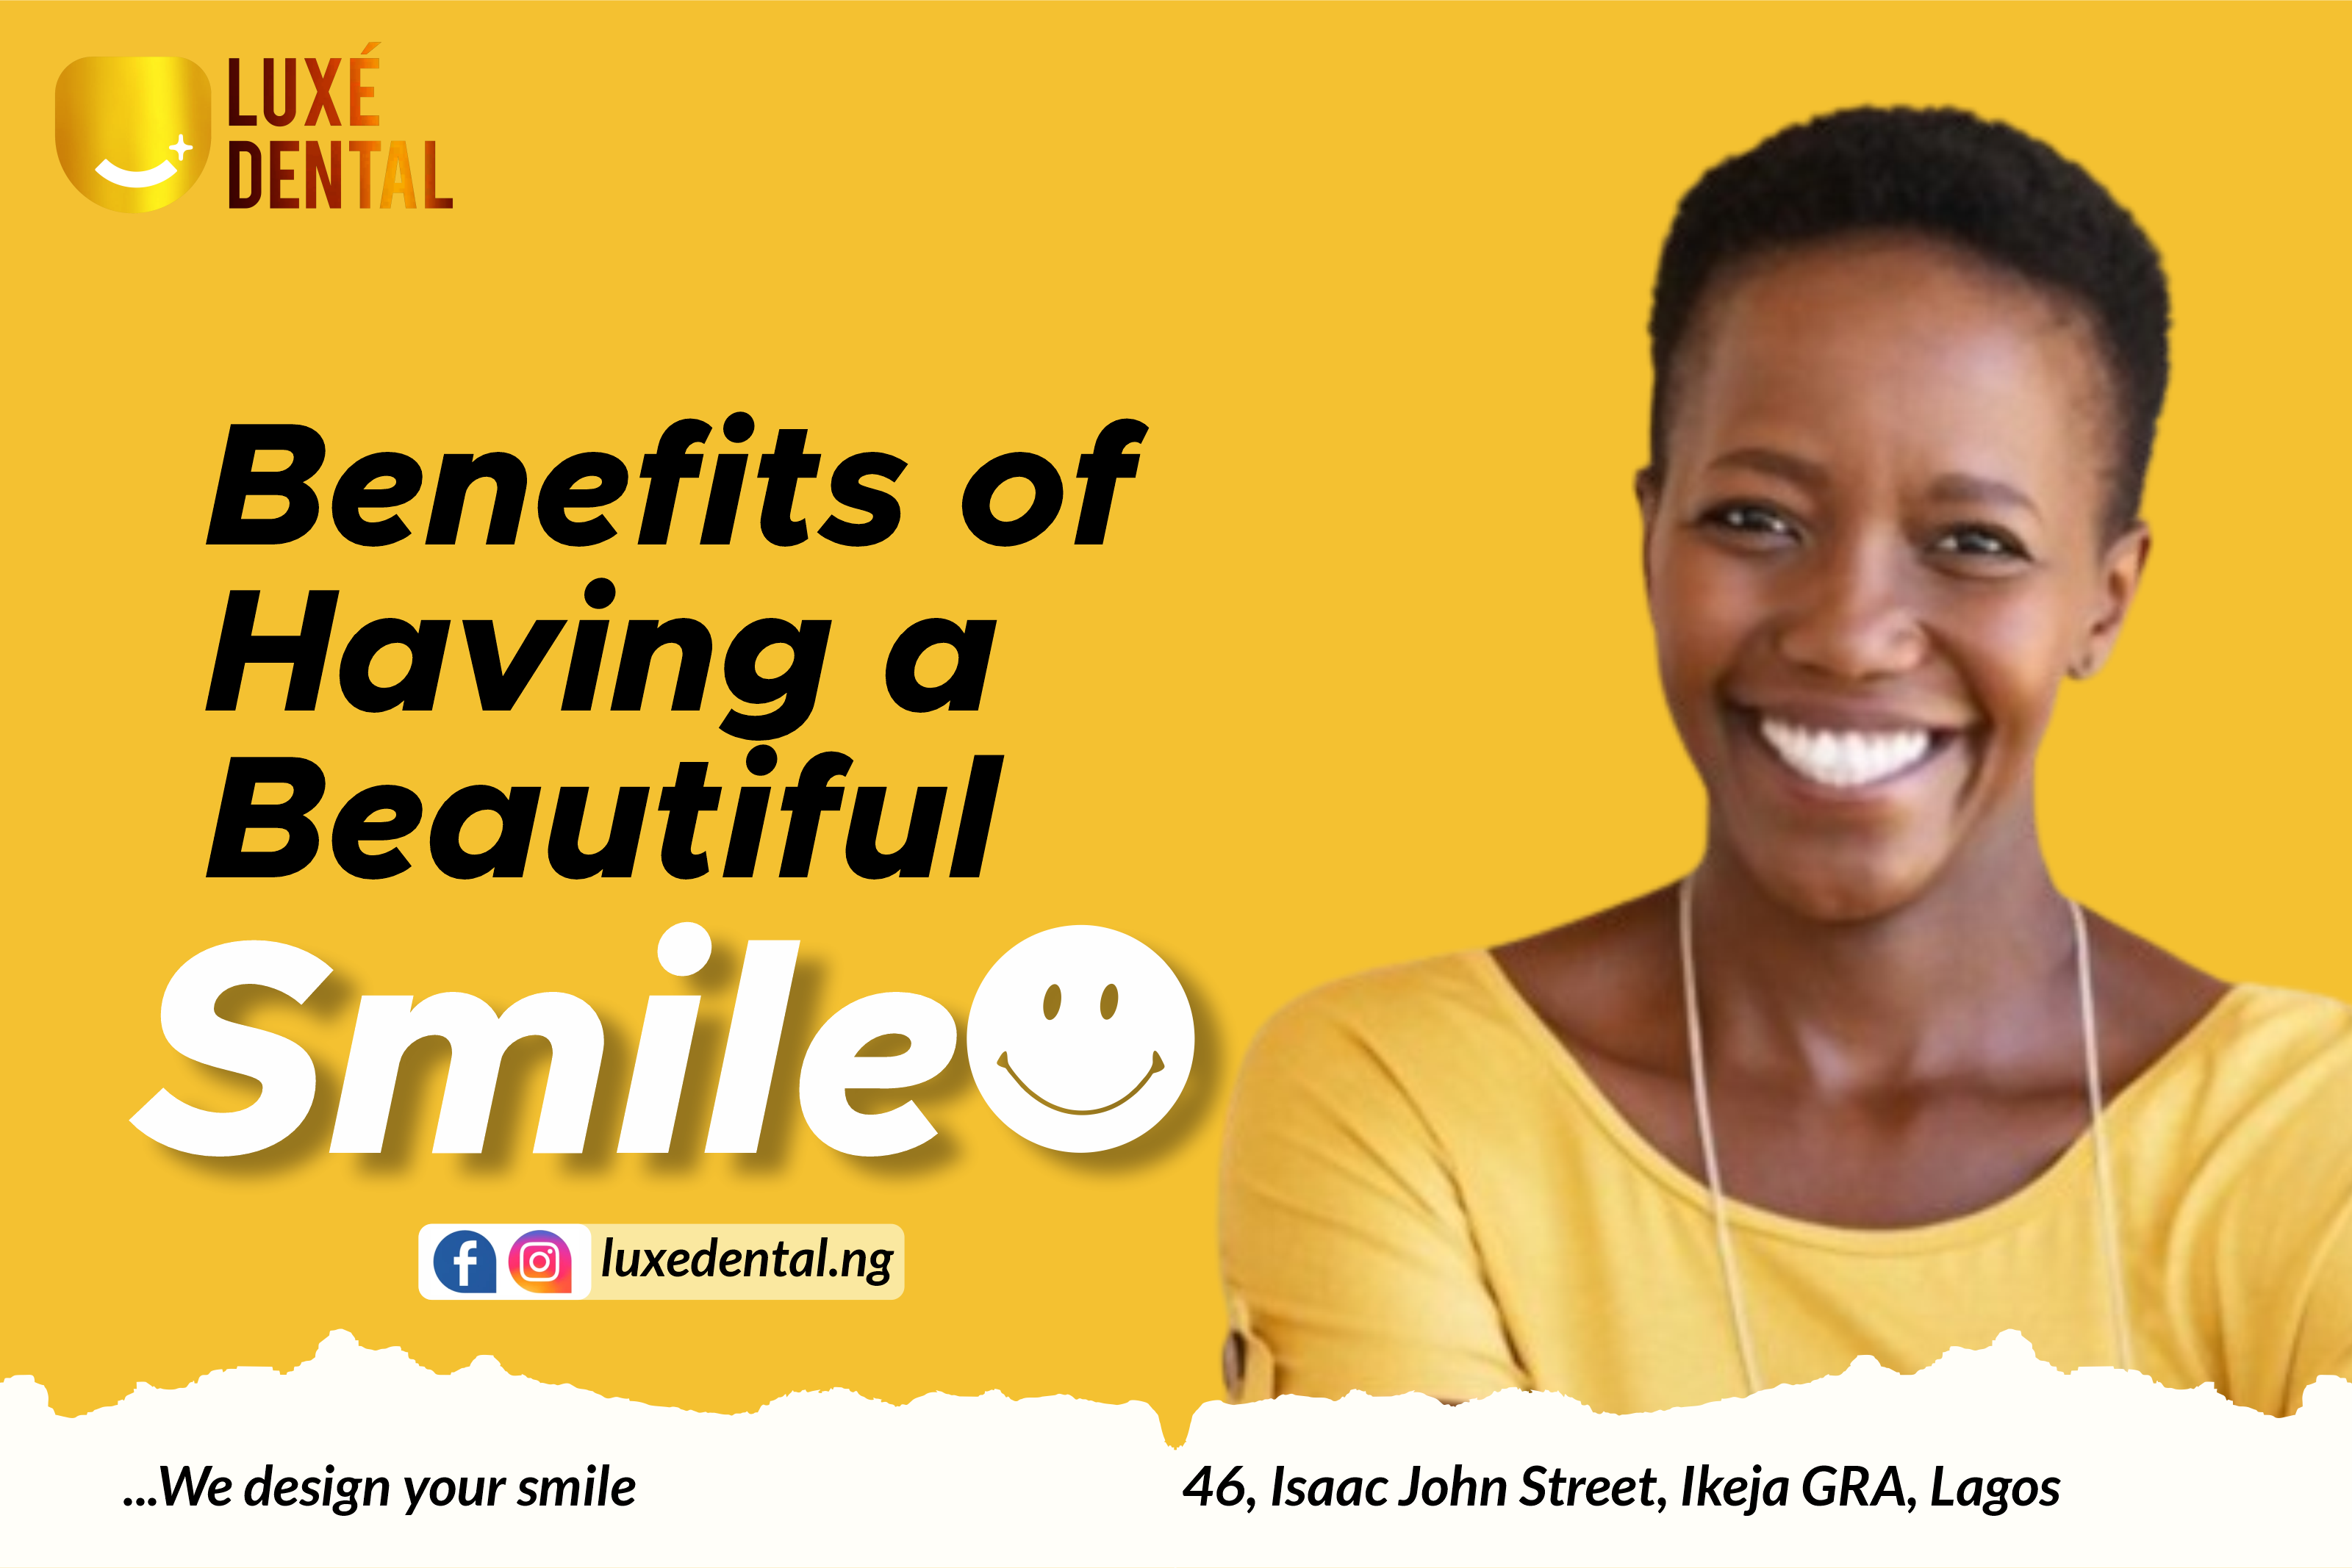 LUXÉ
DENTAL
Benefits of
Having a
Beautiful
Smile
luxedental.ng
...We design your smile
46, Isaac John Street, Ikeja GRA, Lagos